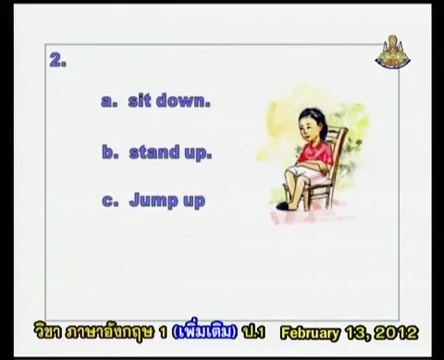 2.
a. sit down.
b. stand up.
c. Jump up
วิชา ภาษาอังกฤษ 1 (เพิ่มเติม) ป.1 February 13, 2012